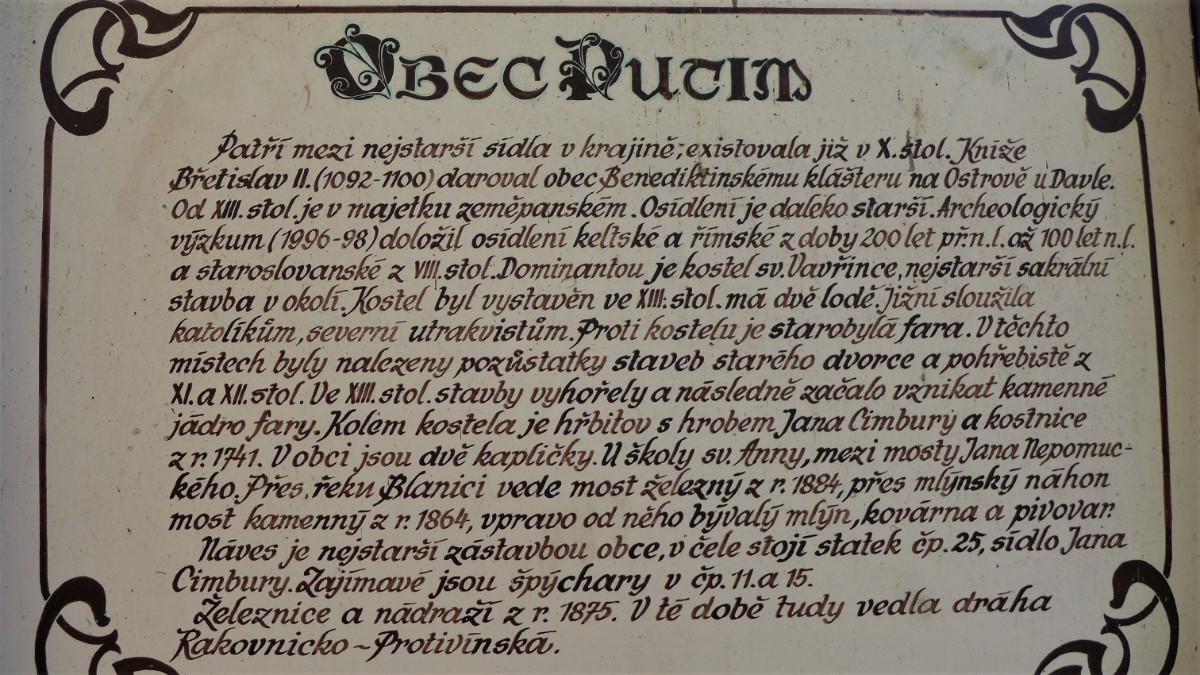 Obec Putim
Patří mezi nejstarší sídla v krajině, existovala již v X. stol. Kníže
Břetislav II. (1092-1100) daroval obec Benediktinskému klášteru na Ostrově u Davle.
Od XIII. stol. je v majetku zeměpanském. Osídlení je daleko starší. Archeologický
výzkum (1996-98) doložil osídlení keltské a římské z doby 200 let př. n. l. až 100 let n. l.
a staroslovanské z VIII. stol. Dominantou je kostel sv. Vavřince, nejstarší sakrální
stavba v okolí. Kostel byl vystavěn ve XIII. stol. má dvě lodě. Jižní sloužila
katolíkům, severní utrakvistům. Proti kostelu je starobylá fara. V těchto
místech byly nalezeny pozůstatky staveb starého dvorce a pohřebistě z
XI. a XII. stol. Ve XIII. stol. stavby vyhořely a následně začalo vznikat kamenné
jádro fary. Kolem kostela je hřbitov s hrobem Jana Cimbury a kostnice
z r. 1741. V obci jsou dvě kapličky. U školy sv. Anny, mezi mosty Jana Nepomuc-
kého. Přes řeku Blanici vede most železný z r. 1884, přes mlýnský náhon
most kamenný z r. 1864, vpravo od něho bývalý mlýn, kovárna a pivovar.
Náves je nejstarší zástavbou obce, v čele stojí statek čp. 25, sídlo Jana
Cimbury. Zajímavé jsou špýchary v čp. 11. a 15.
Železnice a nádraží z r. 1875. V té době tudy vedla dráha
Rakovnicko ~ Protivínská.